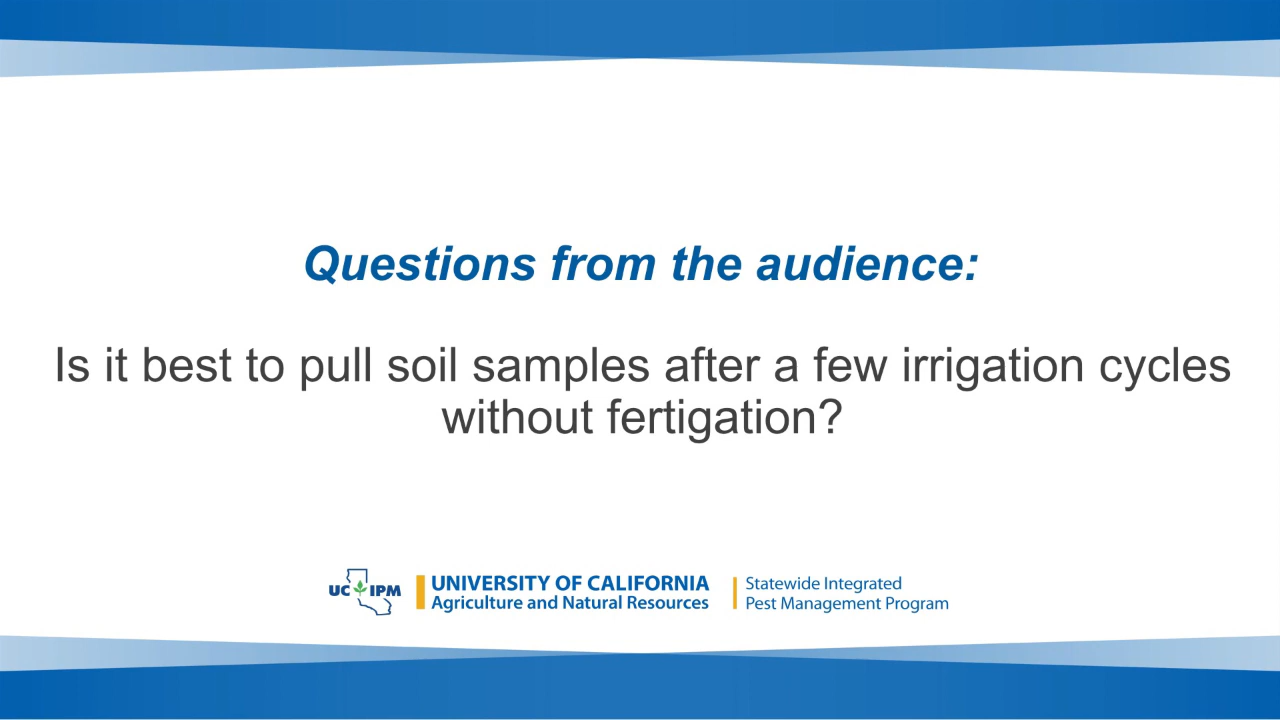 Questions from the audience:
Is it best to pull soil samples after a few irrigation cycles
without fertigation?
UC IPM
UNIVERSITY OF CALIFORNIA
Agriculture and Natural Resources
Statewide Integrated
Pest Management Program